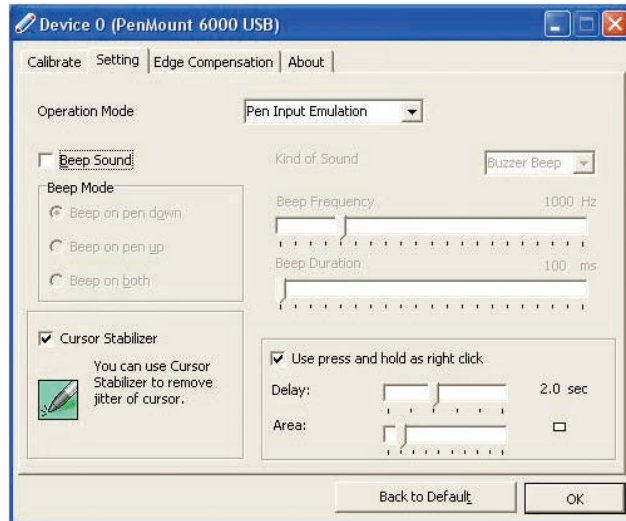 Device 0 (PenMount 6000 USB)
Calibrate Setting Edge Compensation About
Operation Mode Pen Input Emulation
Beep Sound Kind of Sound Buzzer Beep
Beep Mode
Beep on pen down
Beep on pen up
Beep on both
Beep Frequency 1000 Hz
Beep Duration 100 ms
Cursor Stabilizer
You can use Cursor
Stabilizer to remove
jitter of cursor.
Use press and hold as right click
Delay: 2.0 sec
Area:
Back to Default OK